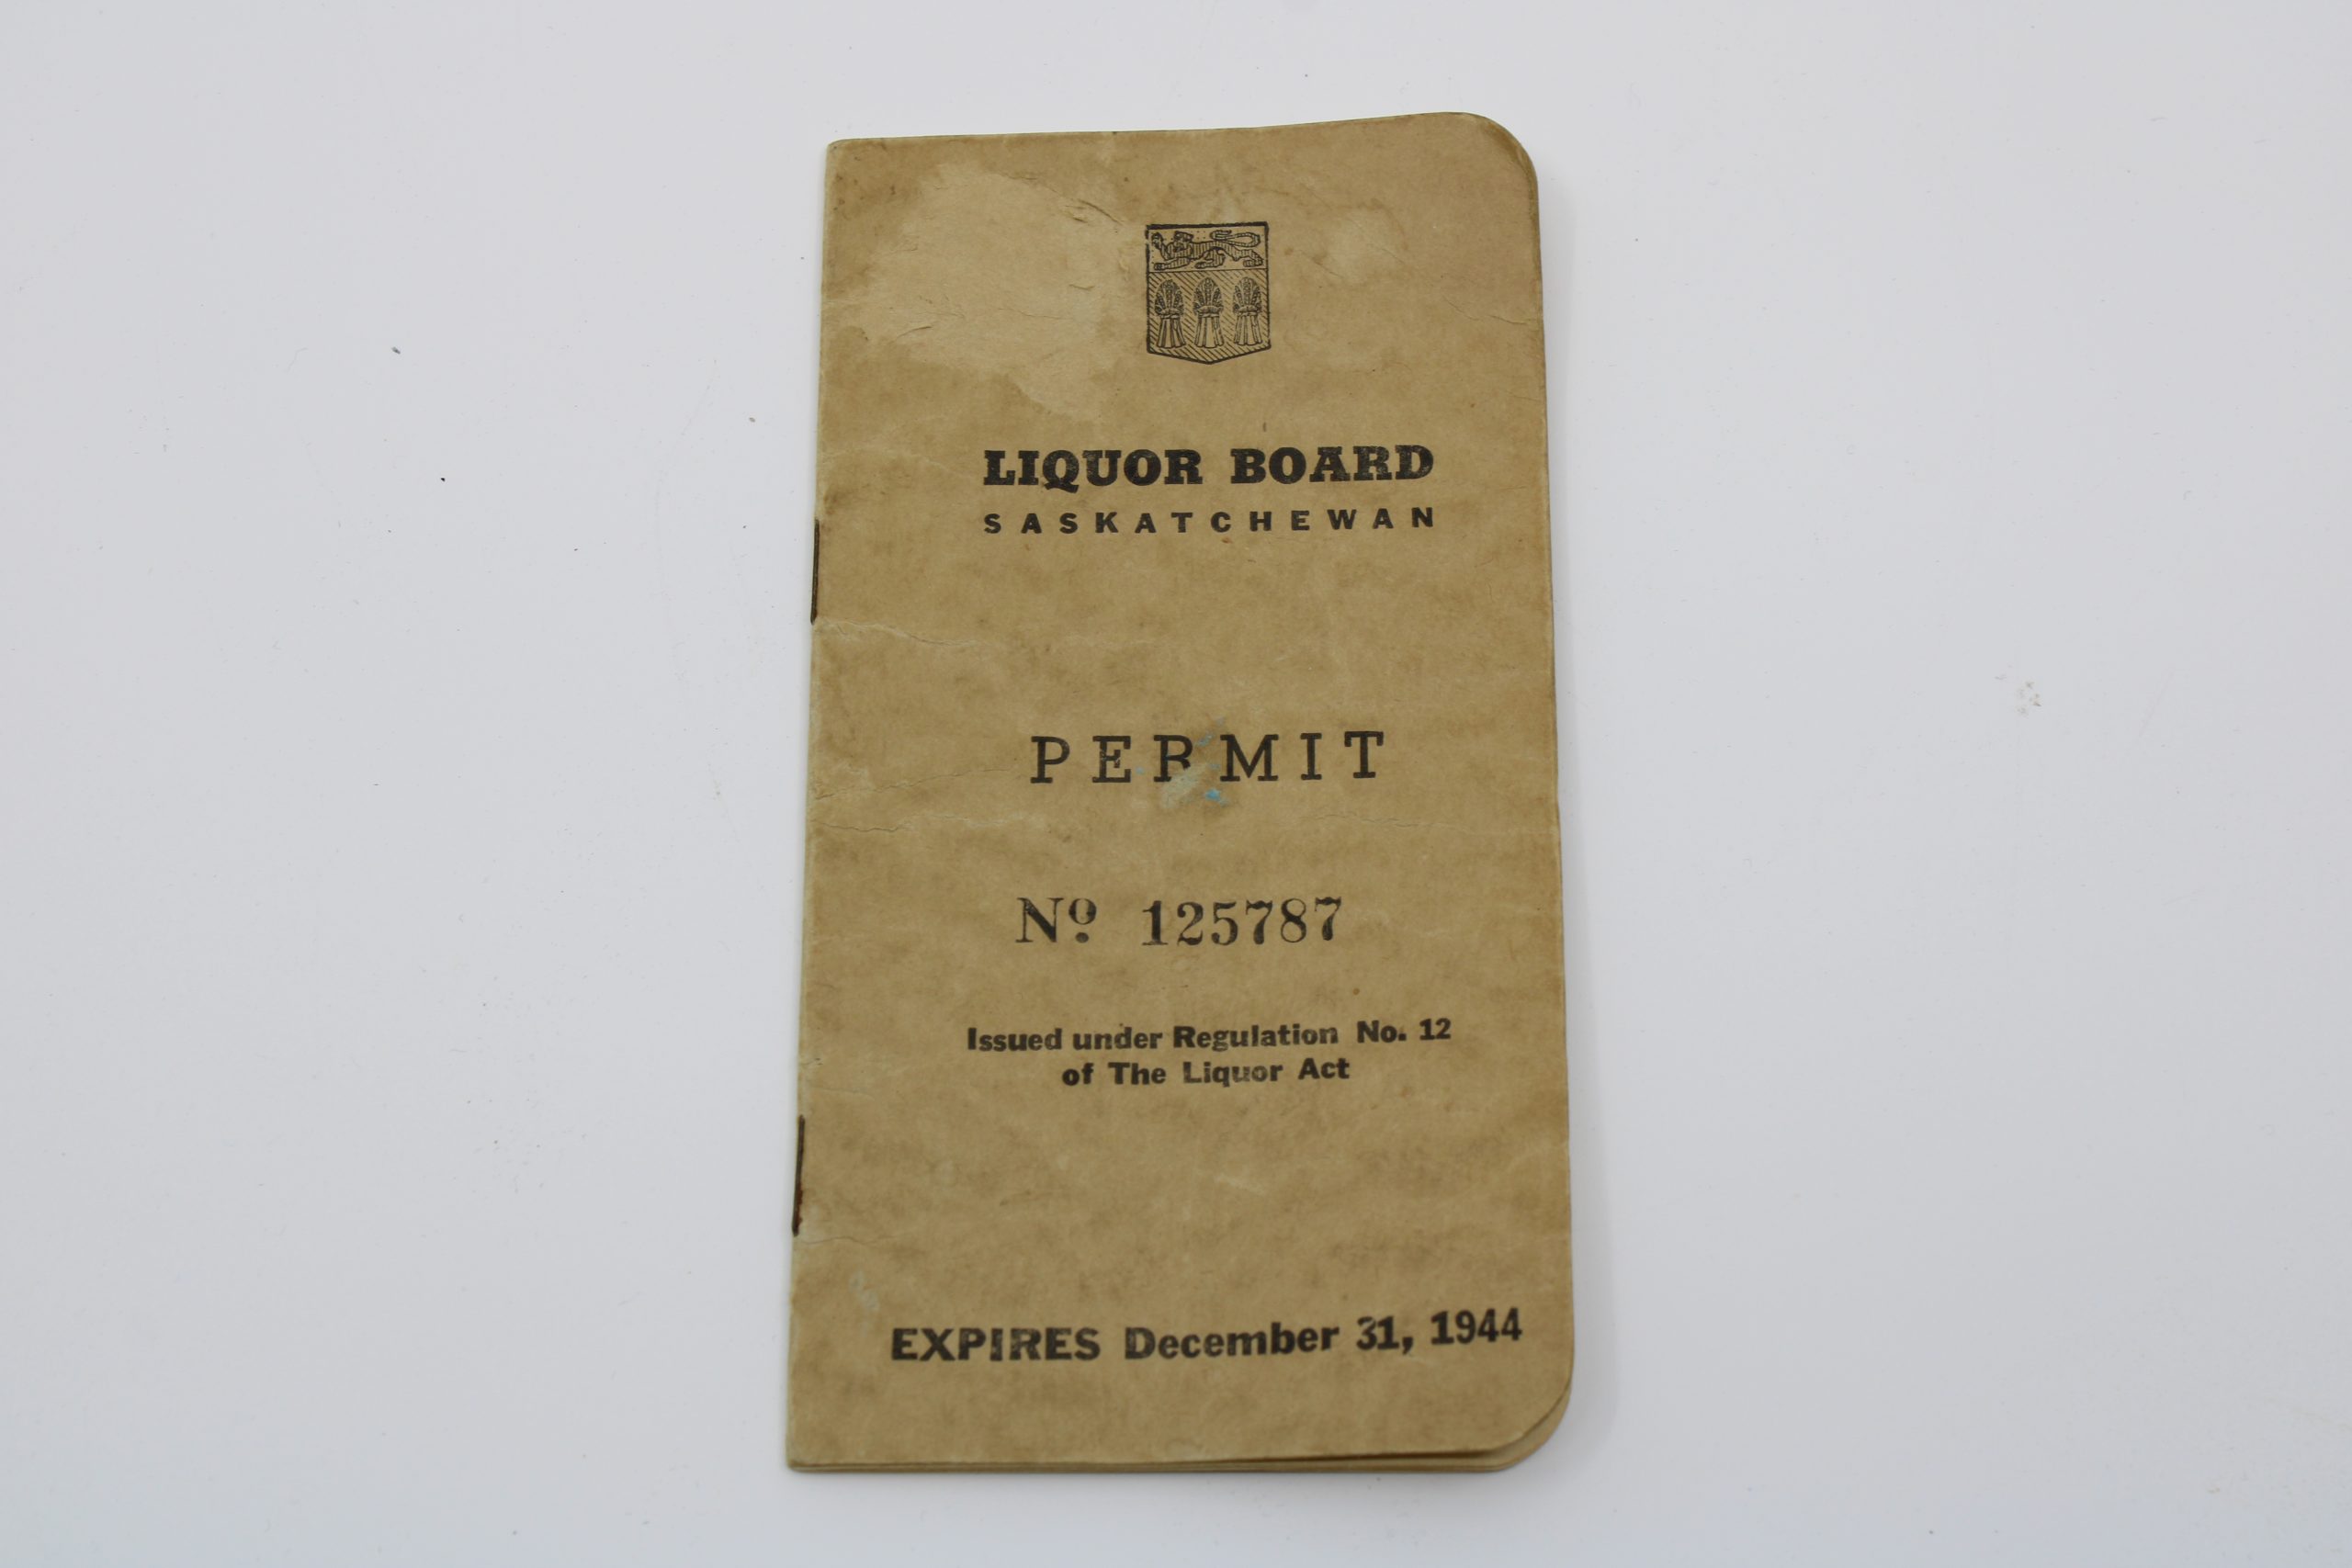 LIQUOR BOARD
SASKATCHEWAN
PERMIT
Nº 125787
Issued under Regulation No. 12
of The Liquor Act
EXPIRES December 31, 1944